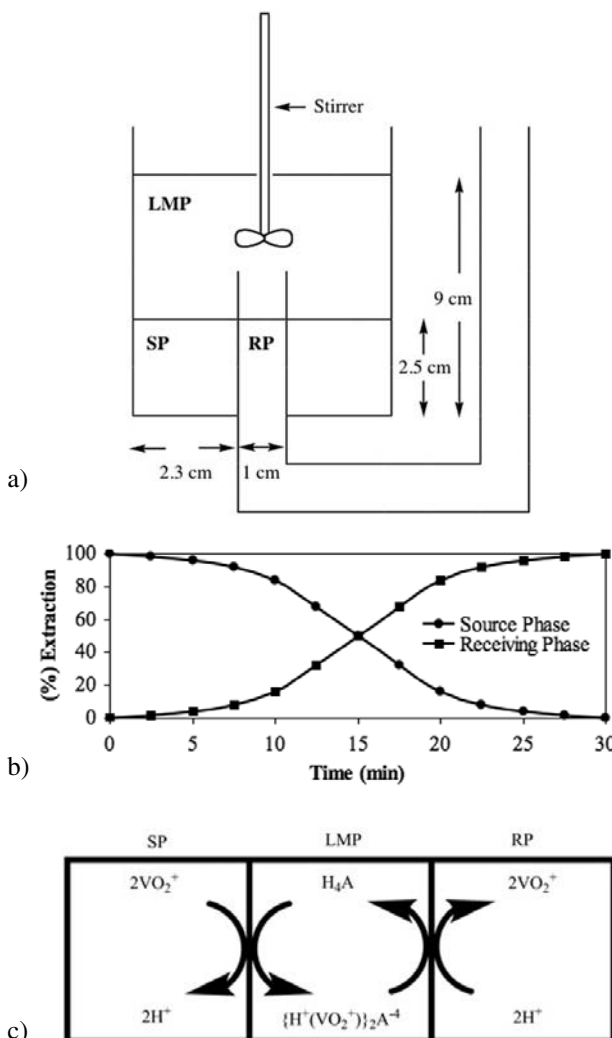 Stirrer
LMP
9 cm
SP
RP
2.5 cm
2.3 cm
1 cm
a)
100
80
60
40
20
0
(%) Extraction
Source Phase
Receiving Phase
0 5 10 15 20 25 30
Time (min)
b)
SP LMP RP
2VO₂⁺ H₄A 2VO₂⁺
2H⁺ {H⁺(VO₂⁺)}₂A⁻⁴ 2H⁺
c)